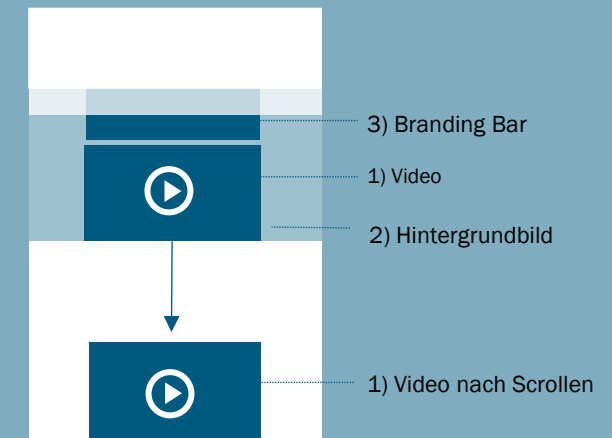 3) Branding Bar
1) Video
2) Hintergrundbild
1) Video nach Scrollen